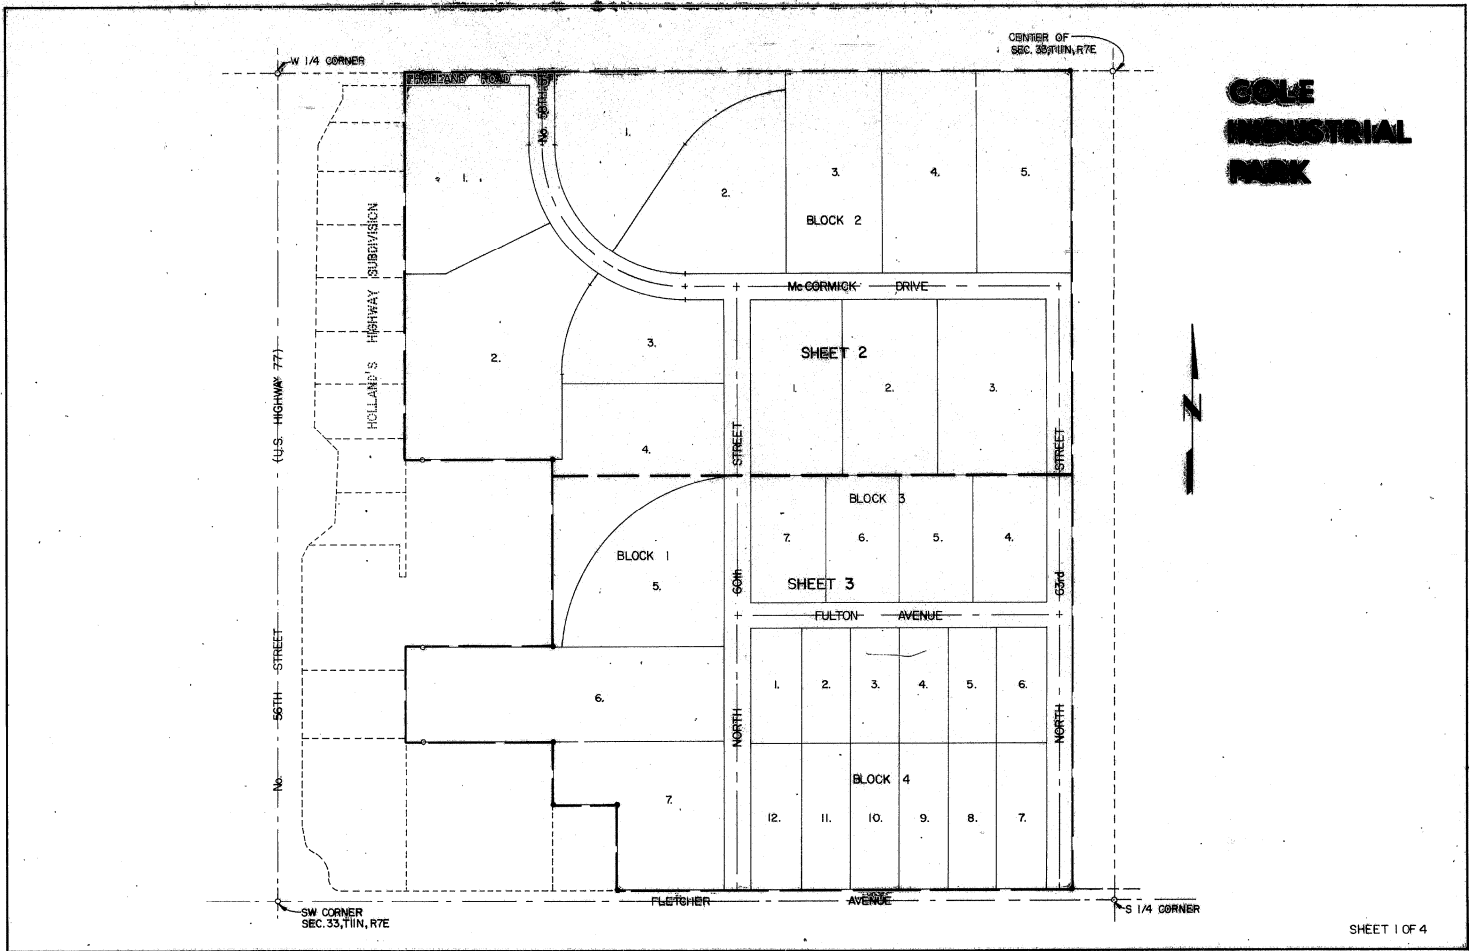 CENTER OF
SEC. 33, T11N, R7E
W 1/4 CORNER
COLE
INDUSTRIAL
PARK
HOLLAND ROAD
No. 58TH
1.
1.
2.
3.
4.
5.
BLOCK 2
HOLLAND'S HIGHWAY SUBDIVISION
McCORMICK DRIVE
2.
3.
SHEET 2
1.
2.
3.
N
(U.S. HIGHWAY 77)
4.
STREET
STREET
BLOCK 3
7.
6.
5.
4.
BLOCK 1
5.
60th
SHEET 3
63rd
FULTON AVENUE
No. 56TH STREET
6.
1.
2.
3.
4.
5.
6.
NORTH
NORTH
BLOCK 4
7.
12.
11.
10.
9.
8.
7.
FLETCHER AVENUE
SW CORNER
SEC. 33, T11N, R7E
S 1/4 CORNER
SHEET 1 OF 4